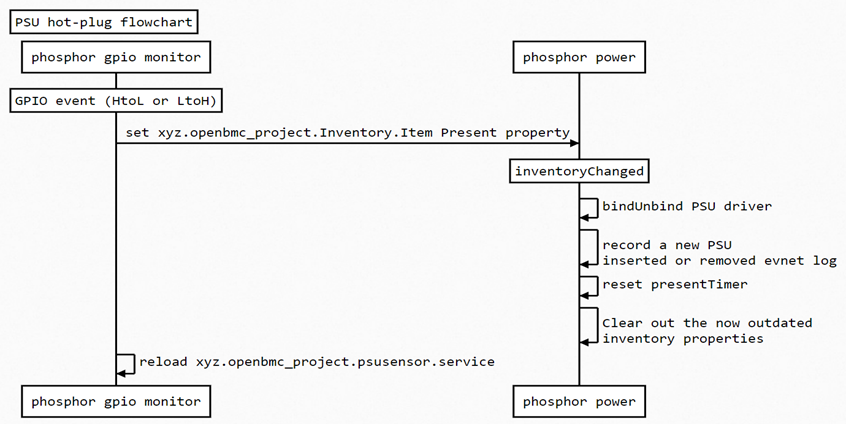 PSU hot-plug flowchart
phosphor gpio monitor
phosphor power
GPIO event (HtoL or LtoH)
set xyz.openbmc_project.Inventory.Item Present property
inventoryChanged
bindUnbind PSU driver
record a new PSU
inserted or removed evnet log
reset presentTimer
Clear out the now outdated
inventory properties
reload xyz.openbmc_project.psusensor.service
phosphor gpio monitor
phosphor power